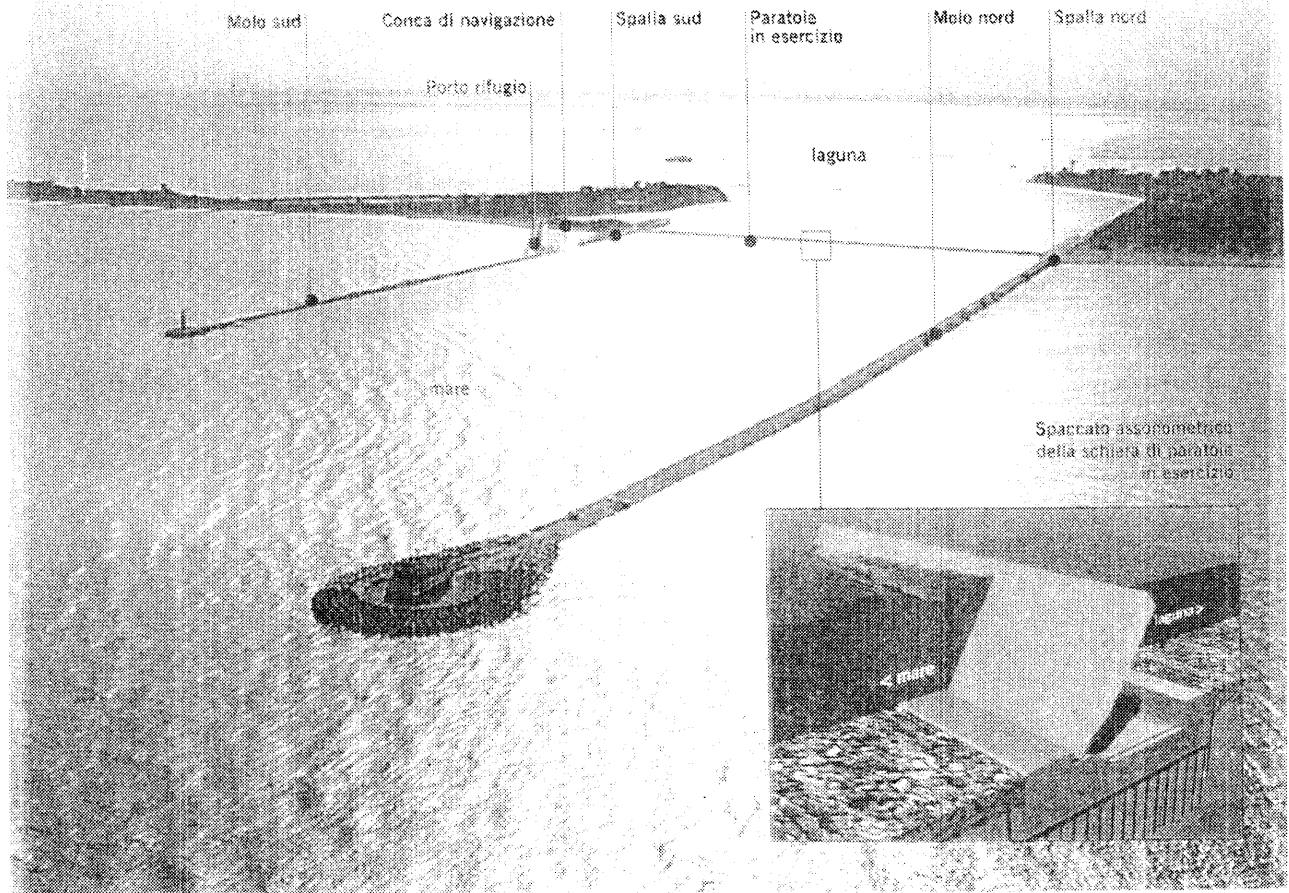 Molo sud
Conca di navigazione
Spalla sud
Paratoie
in esercizio
Molo nord
Spalla nord
Porto rifugio
laguna
mare
Spaccato assonometrico
della schiera di paratoie
in esercizio
< mare
laguna >